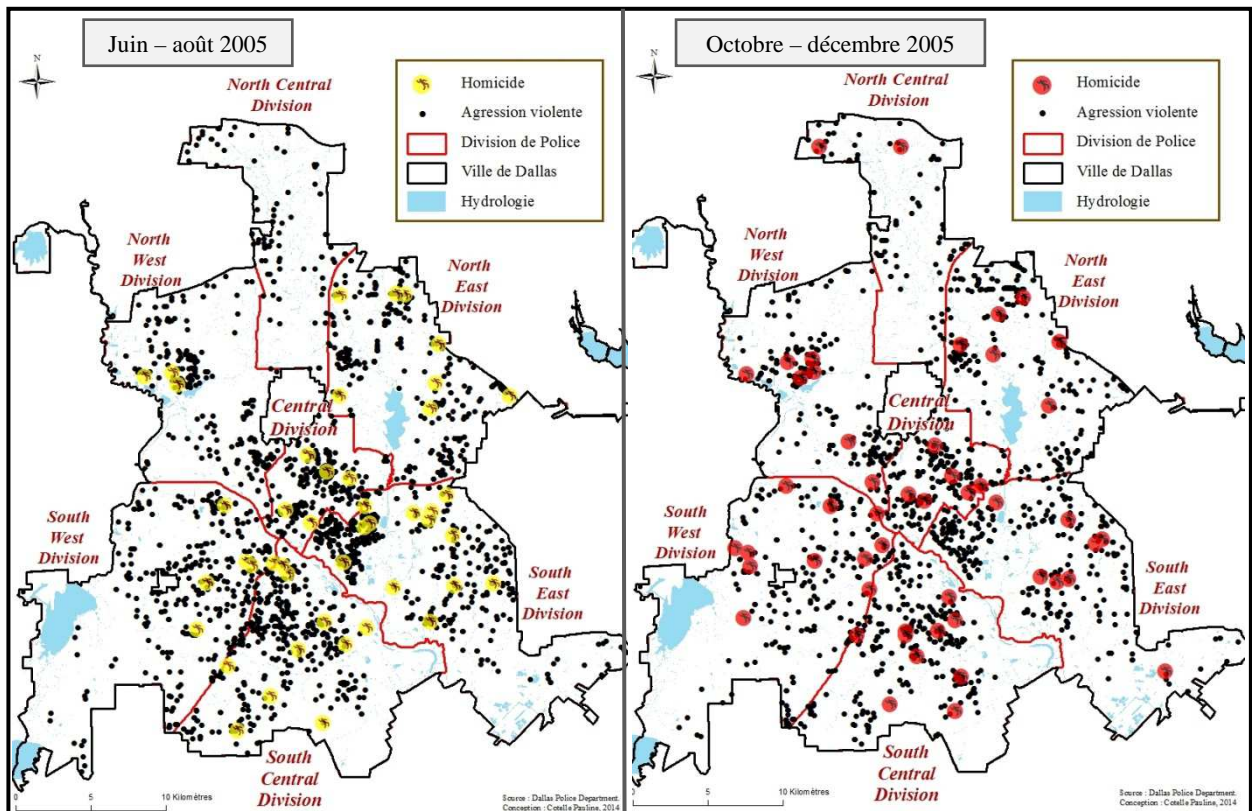 Juin – août 2005
N
Homicide
Agression violente
Division de Police
Ville de Dallas
Hydrologie
North Central
Division
North
West
Division
North
East
Division
Central
Division
South
West
Division
South
East
Division
South
Central
Division
0 5 10 Kilomètres
Source : Dallas Police Department.
Conception : Cotelle Pauline, 2014
Octobre – décembre 2005
N
Homicide
Agression violente
Division de Police
Ville de Dallas
Hydrologie
North Central
Division
North
West
Division
North
East
Division
Central
Division
South
West
Division
South
East
Division
South
Central
Division
0 5 10 Kilomètres
Source : Dallas Police Department.
Conception : Cotelle Pauline, 2014